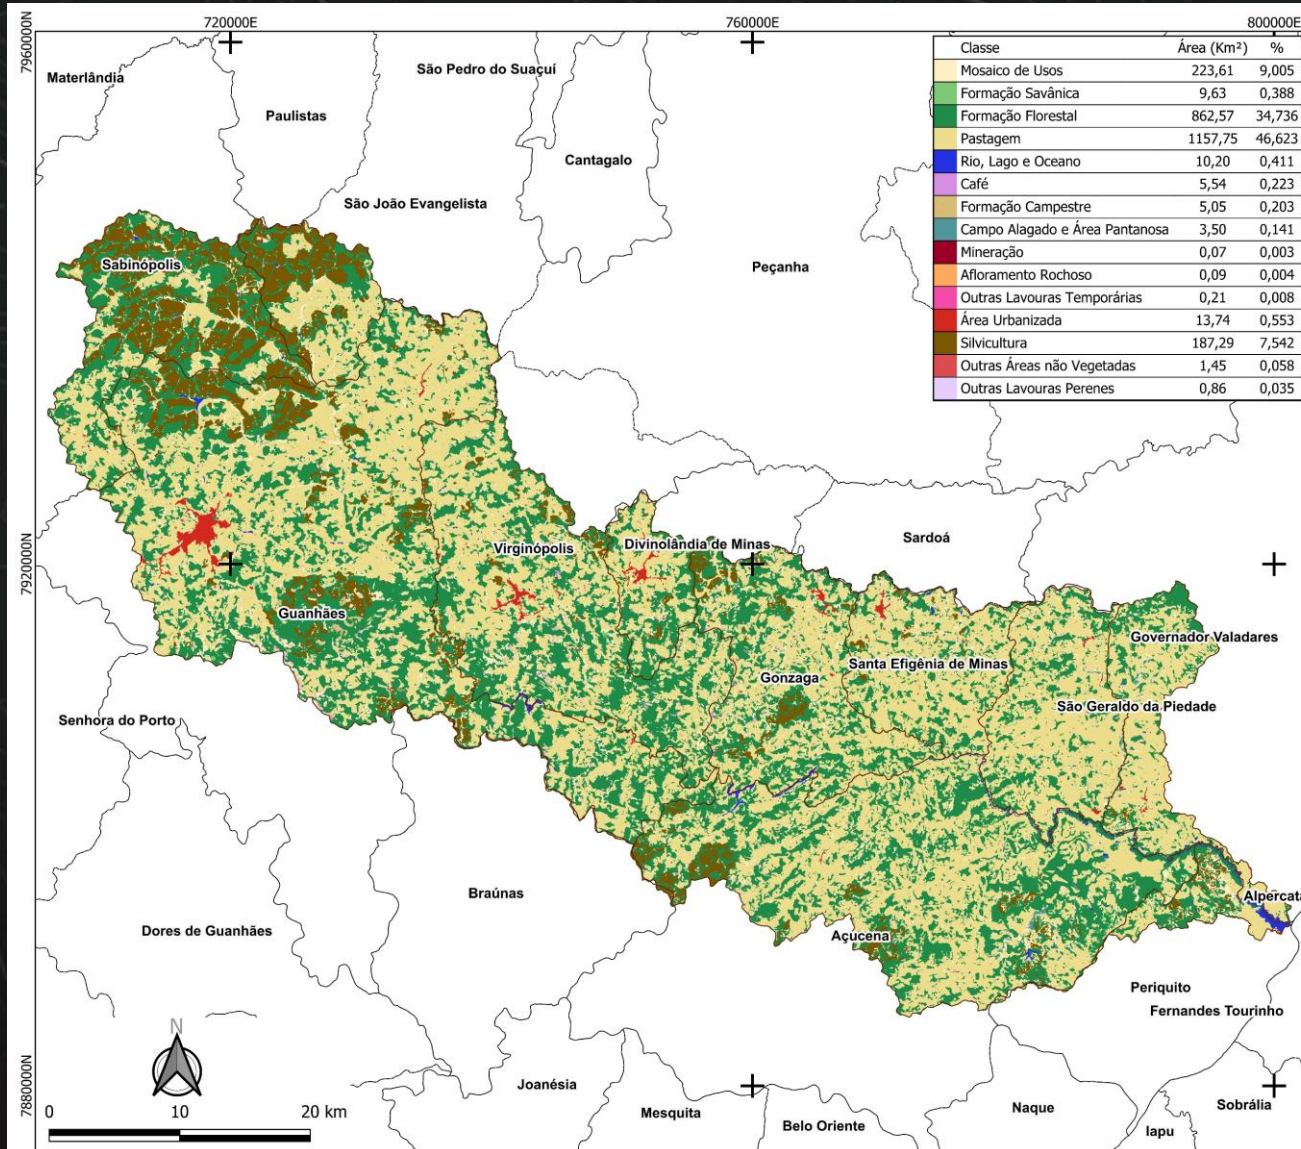 720000E 760000E 800000E
7960000N
7920000N
7880000N
Classe Área (Km²) %
Mosaico de Usos 223,61 9,005
Formação Savânica 9,63 0,388
Formação Florestal 862,57 34,736
Pastagem 1157,75 46,623
Rio, Lago e Oceano 10,20 0,411
Café 5,54 0,223
Formação Campestre 5,05 0,203
Campo Alagado e Área Pantanosa 3,50 0,141
Mineração 0,07 0,003
Afloramento Rochoso 0,09 0,004
Outras Lavouras Temporárias 0,21 0,008
Área Urbanizada 13,74 0,553
Silvicultura 187,29 7,542
Outras Áreas não Vegetadas 1,45 0,058
Outras Lavouras Perenes 0,86 0,035
Materlândia
São Pedro do Suaçuí
Paulistas
Cantagalo
São João Evangelista
Sabinópolis
Peçanha
Sardoá
Virginópolis
Divinolândia de Minas
Guanhães
Governador Valadares
Santa Efigênia de Minas
Gonzaga
São Geraldo da Piedade
Senhora do Porto
Braúnas
Alpercata
Dores de Guanhães
Açucena
Periquito
Fernandes Tourinho
N
Joanésia
Mesquita
Belo Oriente
Naque
Sobrália
Iapu
0 10 20 km